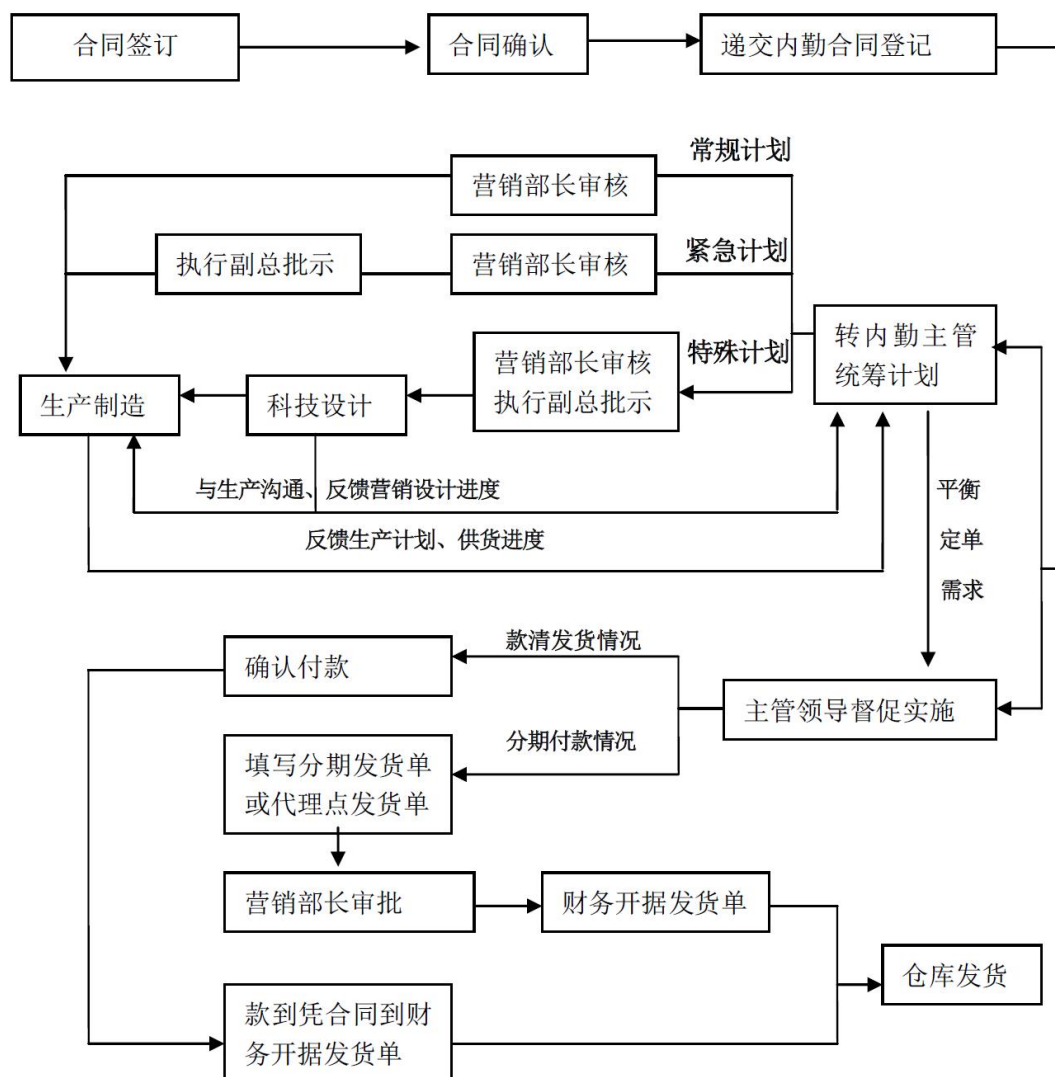 合同签订
合同确认
递交内勤合同登记
常规计划
营销部长审核
紧急计划
执行副总批示
营销部长审核
转内勤主管
统筹计划
特殊计划
营销部长审核
执行副总批示
科技设计
生产制造
与生产沟通、反馈营销设计进度
平衡
反馈生产计划、供货进度
定单
需求
款清发货情况
确认付款
主管领导督促实施
分期付款情况
填写分期发货单
或代理点发货单
营销部长审批
财务开据发货单
仓库发货
款到凭合同到财
务开据发货单